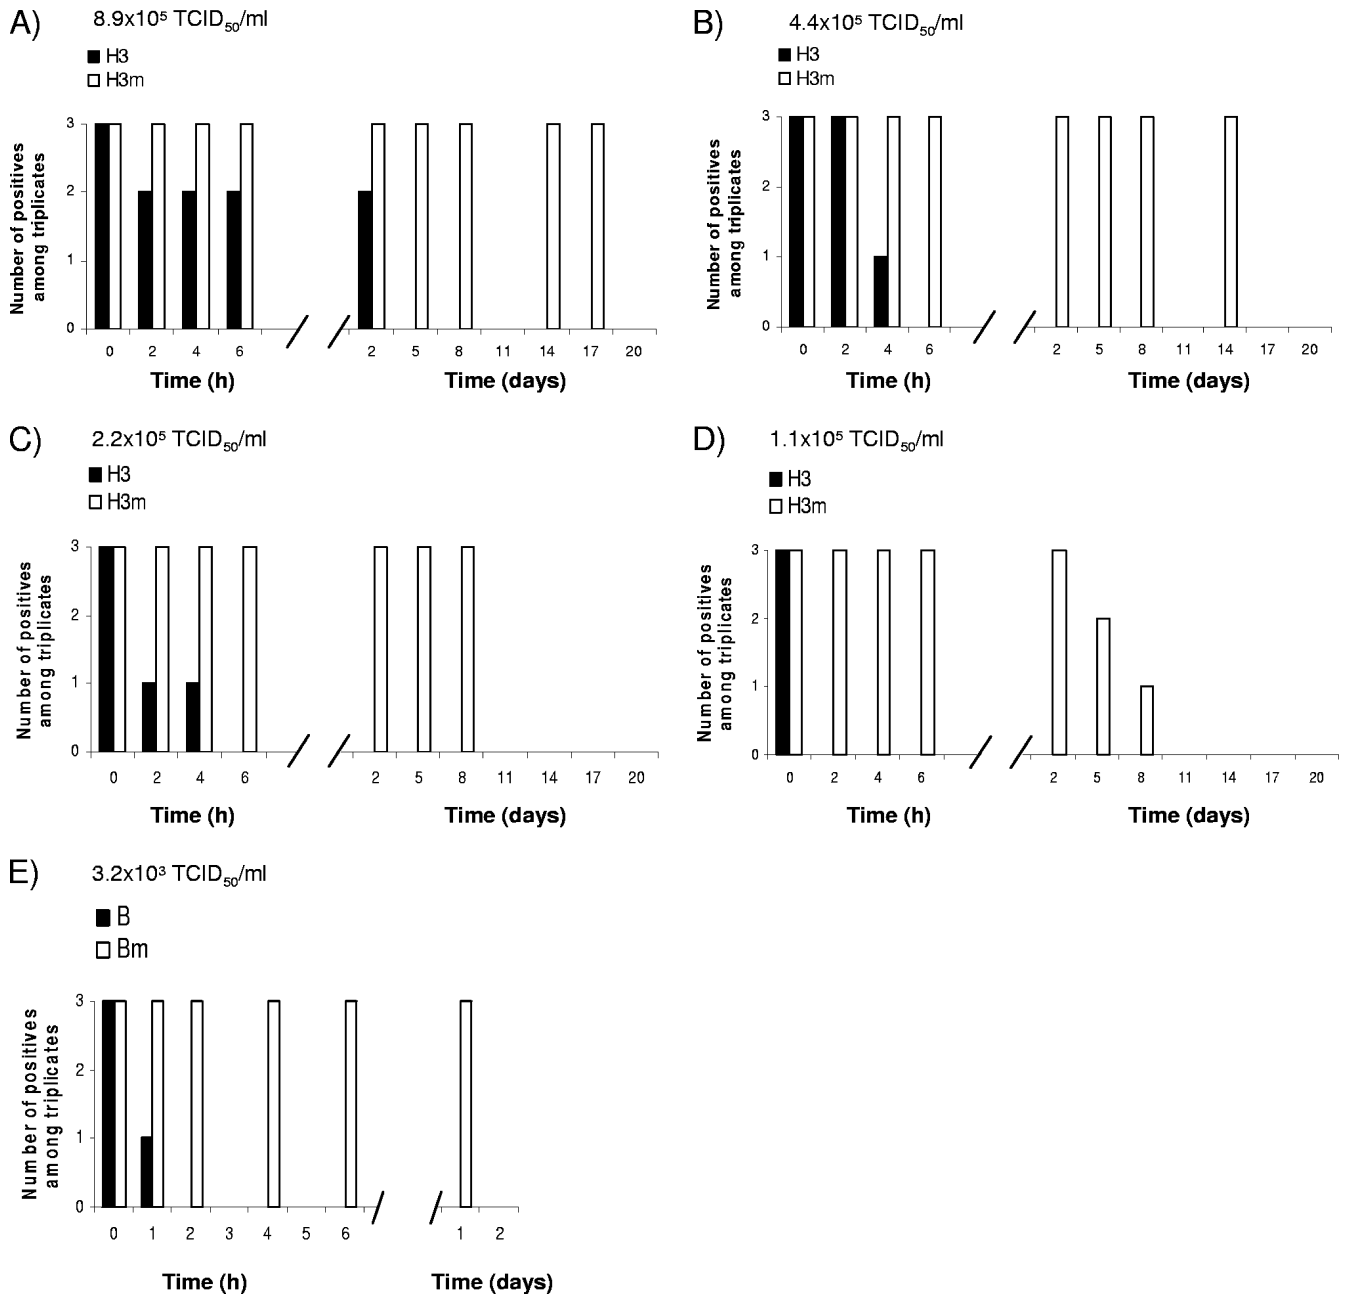 A) 8.9x10⁵ TCID₅₀/ml
H3
H3m
Number of positives
among triplicates
3
2
1
0
0 2 4 6 2 5 8 11 14 17 20
Time (h) Time (days)
B) 4.4x10⁵ TCID₅₀/ml
H3
H3m
Number of positives
among triplicates
3
2
1
0
0 2 4 6 2 5 8 11 14 17 20
Time (h) Time (days)
C) 2.2x10⁵ TCID₅₀/ml
H3
H3m
Number of positives
among triplicates
3
2
1
0
0 2 4 6 2 5 8 11 14 17 20
Time (h) Time (days)
D) 1.1x10⁵ TCID₅₀/ml
H3
H3m
Number of positives
among triplicates
3
2
1
0
0 2 4 6 2 5 8 11 14 17 20
Time (h) Time (days)
E) 3.2x10³ TCID₅₀/ml
B
Bm
Number of positives
among triplicates
3
2
1
0
0 1 2 3 4 5 6 1 2
Time (h) Time (days)